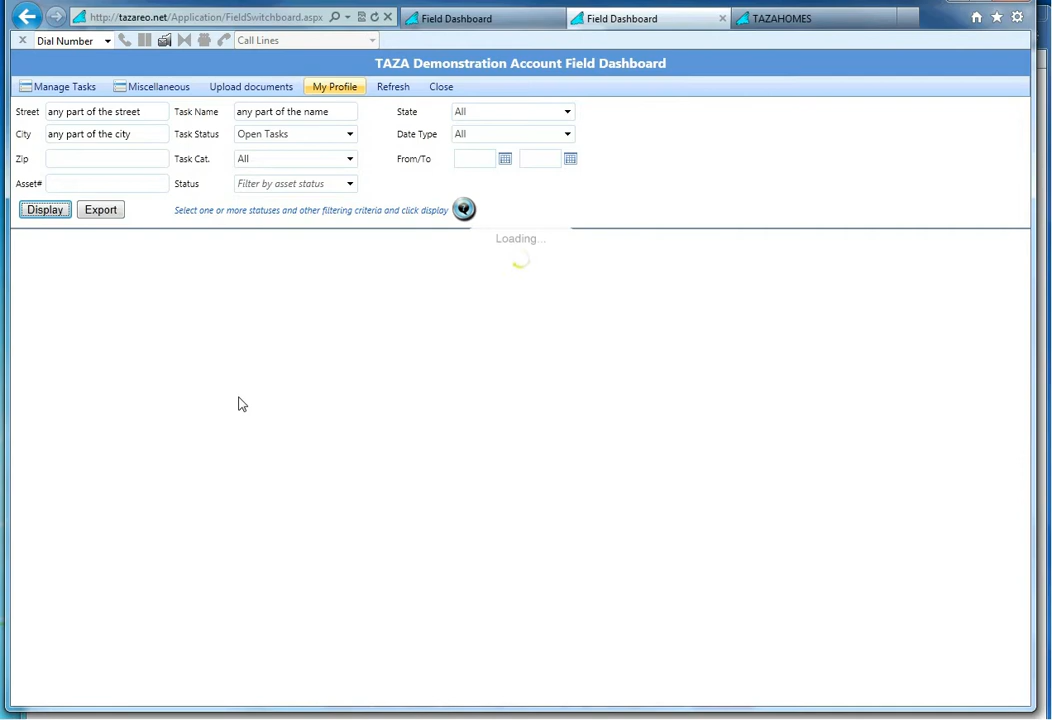 http://tazareo.net/Application/FieldSwitchboard.aspx Field Dashboard Field Dashboard TAZAHOMES
Dial Number Call Lines
TAZA Demonstration Account Field Dashboard
Manage Tasks Miscellaneous Upload documents My Profile Refresh Close
Street any part of the street Task Name any part of the name State All
City any part of the city Task Status Open Tasks Date Type All
Zip Task Cat. All From/To
Asset# Status Filter by asset status
Display Export Select one or more statuses and other filtering criteria and click display
Loading...